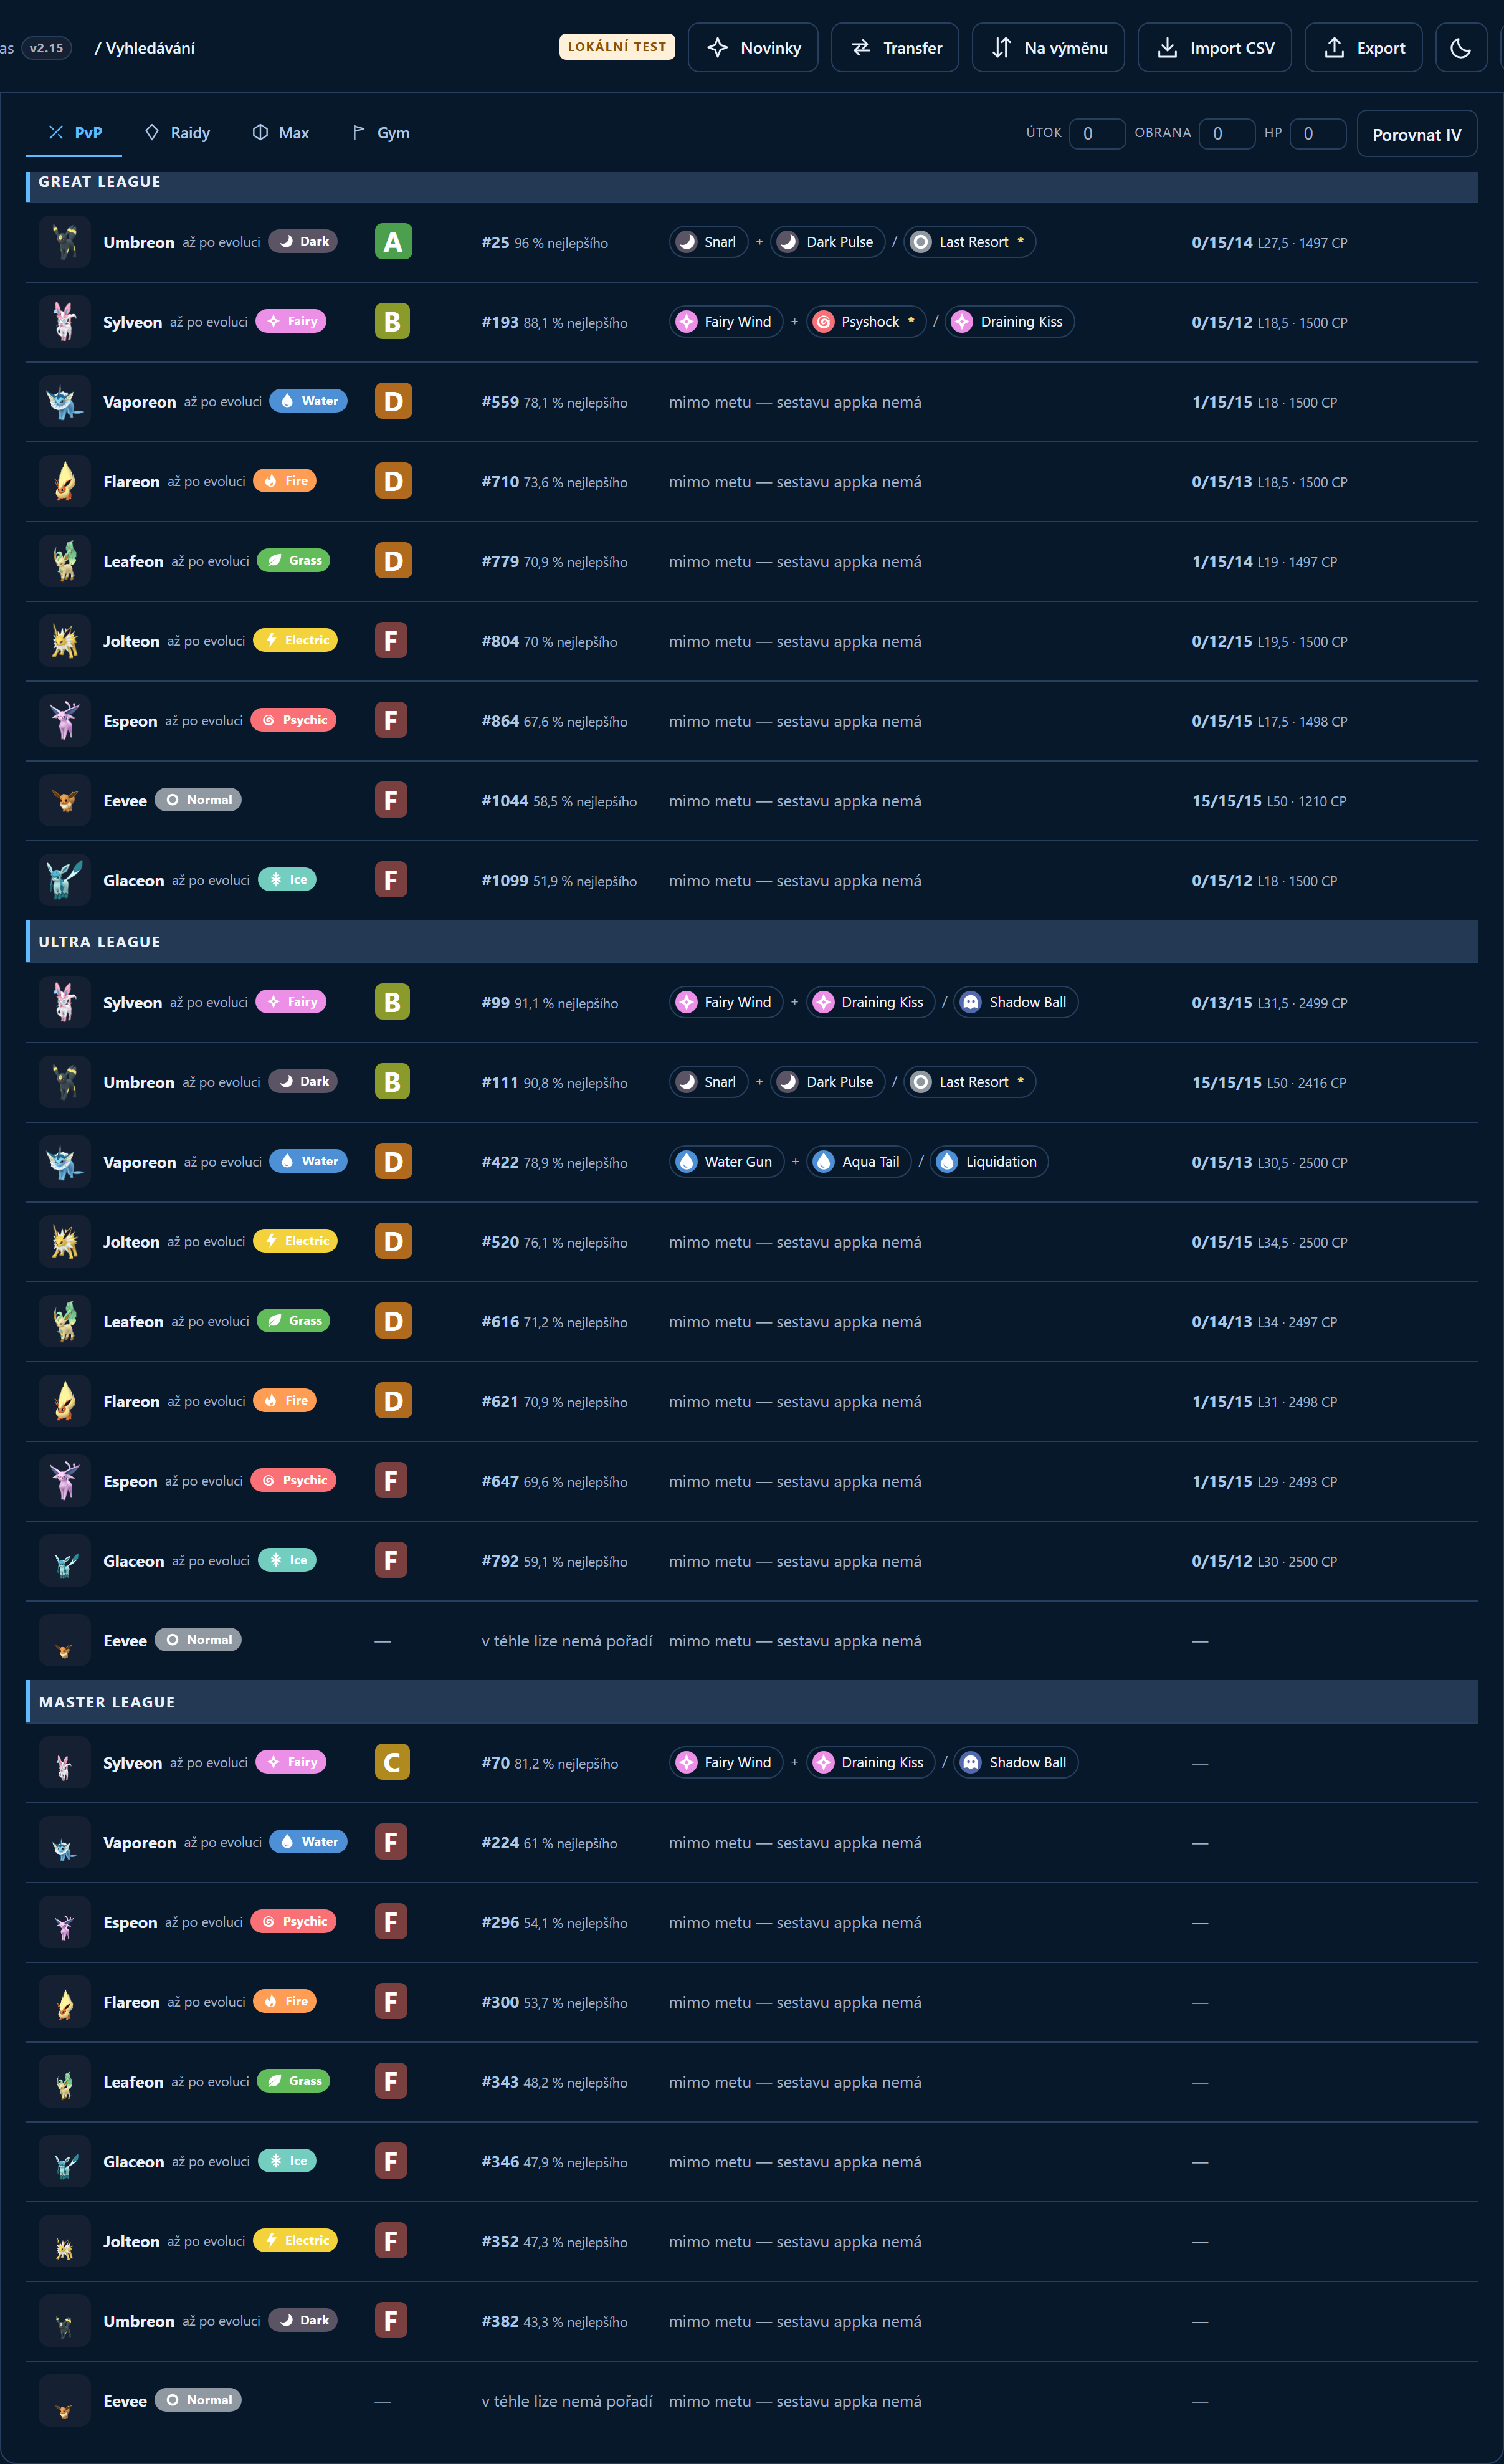 as v2.15 / Vyhledávání LOKÁLNÍ TEST Novinky Transfer Na výměnu Import CSV Export
PvP Raidy Max Gym ÚTOK 0 OBRANA 0 HP 0 Porovnat IV
GREAT LEAGUE
Umbreon až po evoluci Dark A #25 96 % nejlepšího Snarl + Dark Pulse / Last Resort * 0/15/14 L27,5 · 1497 CP
Sylveon až po evoluci Fairy B #193 88,1 % nejlepšího Fairy Wind + Psyshock * / Draining Kiss 0/15/12 L18,5 · 1500 CP
Vaporeon až po evoluci Water D #559 78,1 % nejlepšího mimo metu — sestavu appka nemá 1/15/15 L18 · 1500 CP
Flareon až po evoluci Fire D #710 73,6 % nejlepšího mimo metu — sestavu appka nemá 0/15/13 L18,5 · 1500 CP
Leafeon až po evoluci Grass D #779 70,9 % nejlepšího mimo metu — sestavu appka nemá 1/15/14 L19 · 1497 CP
Jolteon až po evoluci Electric F #804 70 % nejlepšího mimo metu — sestavu appka nemá 0/12/15 L19,5 · 1500 CP
Espeon až po evoluci Psychic F #864 67,6 % nejlepšího mimo metu — sestavu appka nemá 0/15/15 L17,5 · 1498 CP
Eevee Normal F #1044 58,5 % nejlepšího mimo metu — sestavu appka nemá 15/15/15 L50 · 1210 CP
Glaceon až po evoluci Ice F #1099 51,9 % nejlepšího mimo metu — sestavu appka nemá 0/15/12 L18 · 1500 CP
ULTRA LEAGUE
Sylveon až po evoluci Fairy B #99 91,1 % nejlepšího Fairy Wind + Draining Kiss / Shadow Ball 0/13/15 L31,5 · 2499 CP
Umbreon až po evoluci Dark B #111 90,8 % nejlepšího Snarl + Dark Pulse / Last Resort * 15/15/15 L50 · 2416 CP
Vaporeon až po evoluci Water D #422 78,9 % nejlepšího Water Gun + Aqua Tail / Liquidation 0/15/13 L30,5 · 2500 CP
Jolteon až po evoluci Electric D #520 76,1 % nejlepšího mimo metu — sestavu appka nemá 0/15/15 L34,5 · 2500 CP
Leafeon až po evoluci Grass D #616 71,2 % nejlepšího mimo metu — sestavu appka nemá 0/14/13 L34 · 2497 CP
Flareon až po evoluci Fire D #621 70,9 % nejlepšího mimo metu — sestavu appka nemá 1/15/15 L31 · 2498 CP
Espeon až po evoluci Psychic F #647 69,6 % nejlepšího mimo metu — sestavu appka nemá 1/15/15 L29 · 2493 CP
Glaceon až po evoluci Ice F #792 59,1 % nejlepšího mimo metu — sestavu appka nemá 0/15/12 L30 · 2500 CP
Eevee Normal — v téhle lize nemá pořadí mimo metu — sestavu appka nemá —
MASTER LEAGUE
Sylveon až po evoluci Fairy C #70 81,2 % nejlepšího Fairy Wind + Draining Kiss / Shadow Ball —
Vaporeon až po evoluci Water F #224 61 % nejlepšího mimo metu — sestavu appka nemá —
Espeon až po evoluci Psychic F #296 54,1 % nejlepšího mimo metu — sestavu appka nemá —
Flareon až po evoluci Fire F #300 53,7 % nejlepšího mimo metu — sestavu appka nemá —
Leafeon až po evoluci Grass F #343 48,2 % nejlepšího mimo metu — sestavu appka nemá —
Glaceon až po evoluci Ice F #346 47,9 % nejlepšího mimo metu — sestavu appka nemá —
Jolteon až po evoluci Electric F #352 47,3 % nejlepšího mimo metu — sestavu appka nemá —
Umbreon až po evoluci Dark F #382 43,3 % nejlepšího mimo metu — sestavu appka nemá —
Eevee Normal — v téhle lize nemá pořadí mimo metu — sestavu appka nemá —